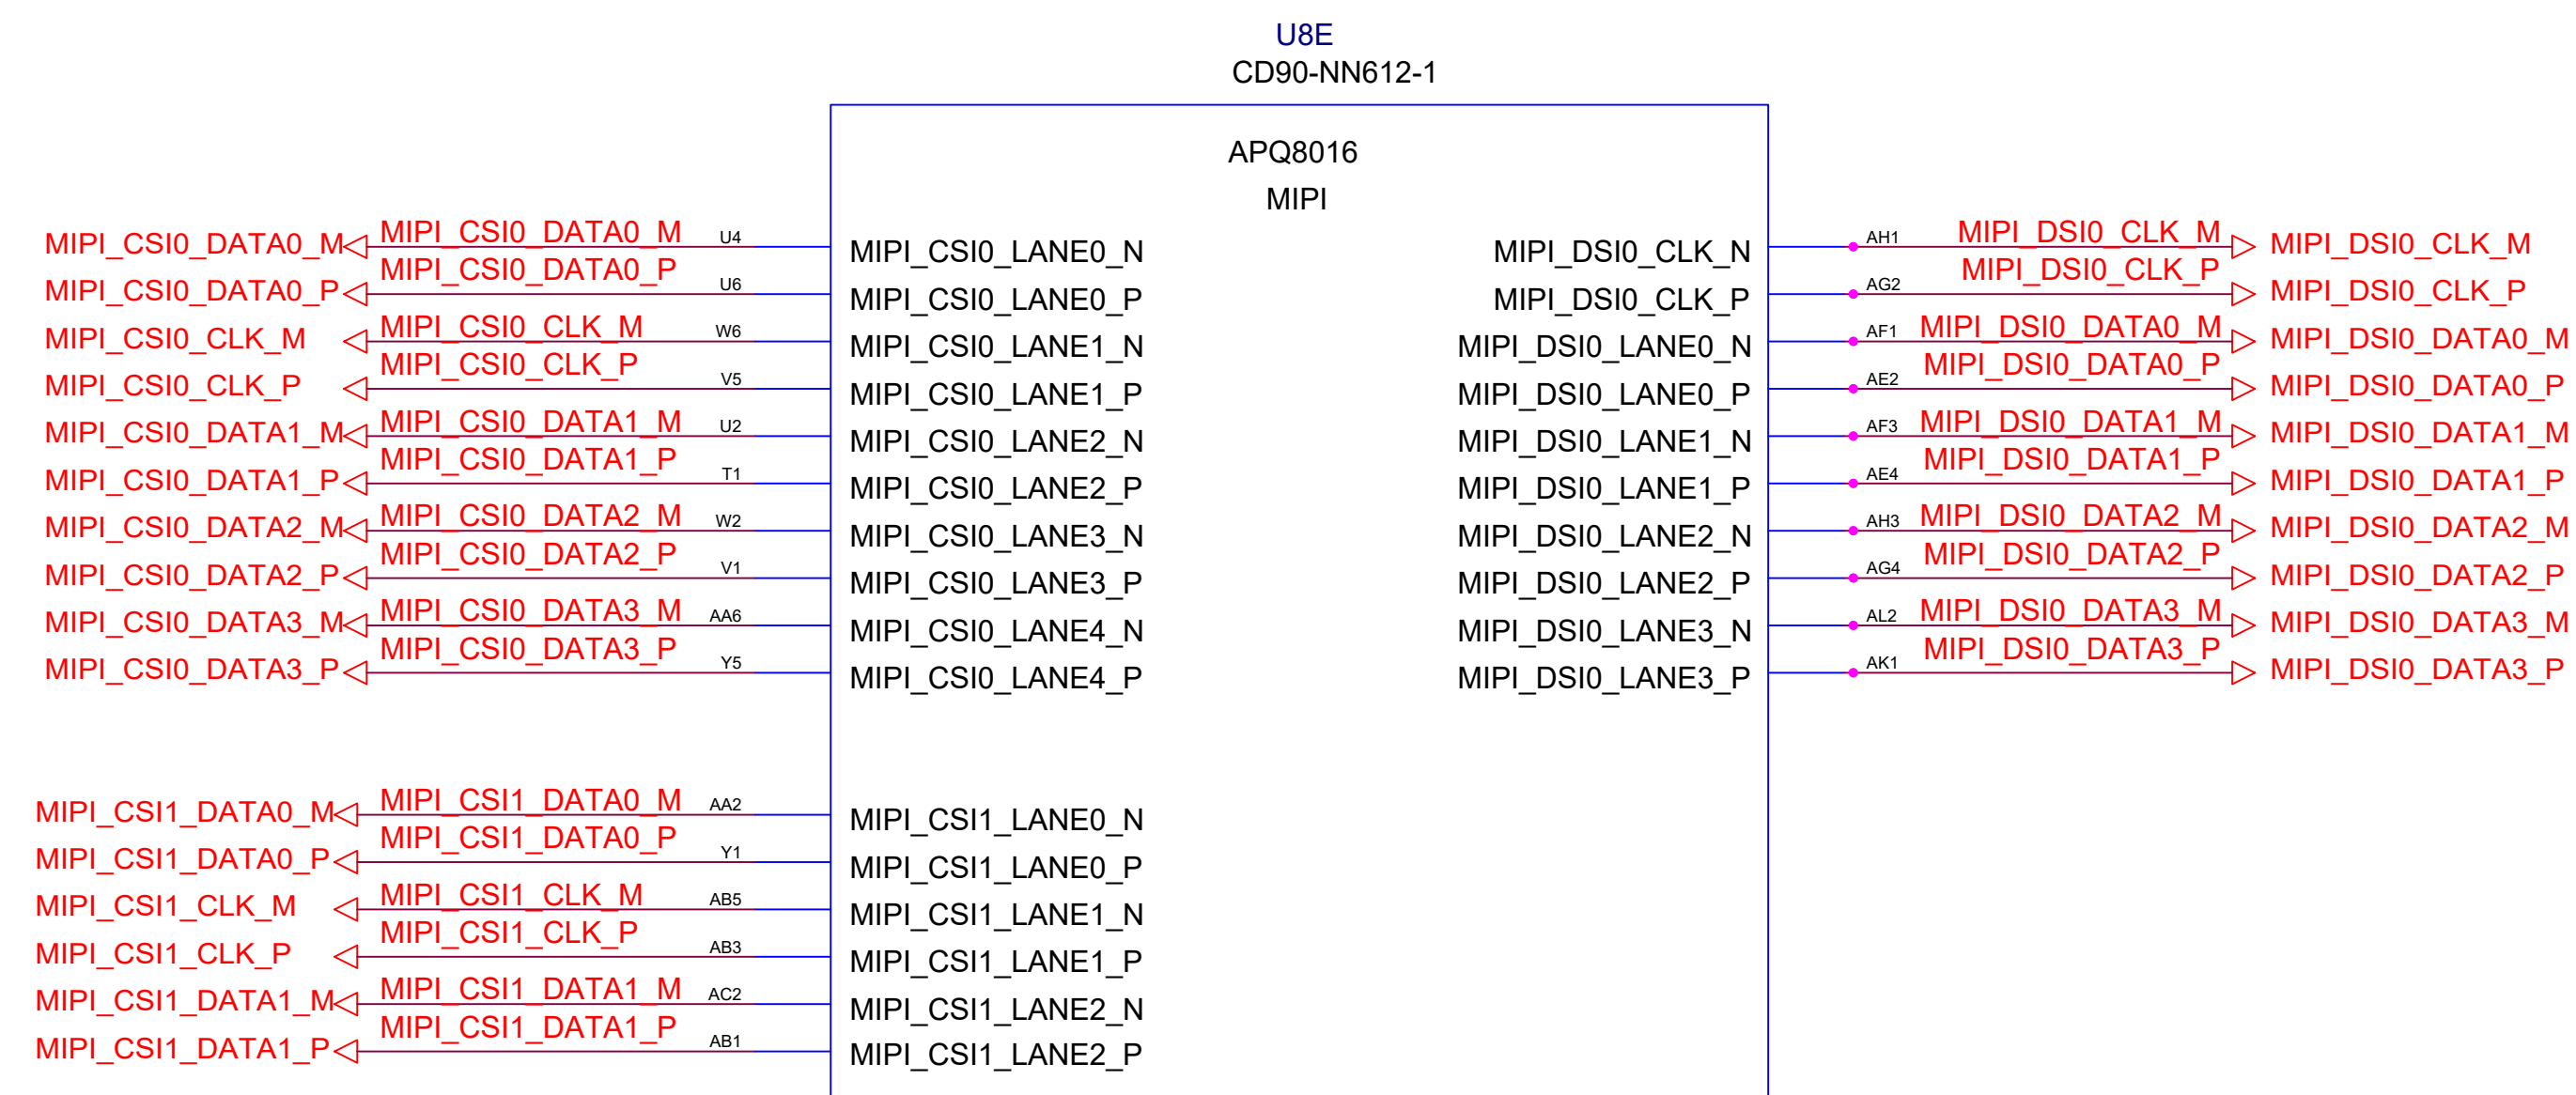 U8E
CD90-NN612-1
APQ8016
MIPI
MIPI_CSI0_DATA0_M MIPI_CSI0_DATA0_M U4 MIPI_CSI0_LANE0_N MIPI_DSI0_CLK_N AH1 MIPI_DSI0_CLK_M MIPI_DSI0_CLK_M
MIPI_CSI0_DATA0_P MIPI_CSI0_DATA0_P U6 MIPI_CSI0_LANE0_P MIPI_DSI0_CLK_P AG2 MIPI_DSI0_CLK_P MIPI_DSI0_CLK_P
MIPI_CSI0_CLK_M MIPI_CSI0_CLK_M W6 MIPI_CSI0_LANE1_N MIPI_DSI0_LANE0_N AF1 MIPI_DSI0_DATA0_M MIPI_DSI0_DATA0_M
MIPI_CSI0_CLK_P MIPI_CSI0_CLK_P V5 MIPI_CSI0_LANE1_P MIPI_DSI0_LANE0_P AE2 MIPI_DSI0_DATA0_P MIPI_DSI0_DATA0_P
MIPI_CSI0_DATA1_M MIPI_CSI0_DATA1_M U2 MIPI_CSI0_LANE2_N MIPI_DSI0_LANE1_N AF3 MIPI_DSI0_DATA1_M MIPI_DSI0_DATA1_M
MIPI_CSI0_DATA1_P MIPI_CSI0_DATA1_P T1 MIPI_CSI0_LANE2_P MIPI_DSI0_LANE1_P AE4 MIPI_DSI0_DATA1_P MIPI_DSI0_DATA1_P
MIPI_CSI0_DATA2_M MIPI_CSI0_DATA2_M W2 MIPI_CSI0_LANE3_N MIPI_DSI0_LANE2_N AH3 MIPI_DSI0_DATA2_M MIPI_DSI0_DATA2_M
MIPI_CSI0_DATA2_P MIPI_CSI0_DATA2_P V1 MIPI_CSI0_LANE3_P MIPI_DSI0_LANE2_P AG4 MIPI_DSI0_DATA2_P MIPI_DSI0_DATA2_P
MIPI_CSI0_DATA3_M MIPI_CSI0_DATA3_M AA6 MIPI_CSI0_LANE4_N MIPI_DSI0_LANE3_N AL2 MIPI_DSI0_DATA3_M MIPI_DSI0_DATA3_M
MIPI_CSI0_DATA3_P MIPI_CSI0_DATA3_P Y5 MIPI_CSI0_LANE4_P MIPI_DSI0_LANE3_P AK1 MIPI_DSI0_DATA3_P MIPI_DSI0_DATA3_P
MIPI_CSI1_DATA0_M MIPI_CSI1_DATA0_M AA2 MIPI_CSI1_LANE0_N
MIPI_CSI1_DATA0_P MIPI_CSI1_DATA0_P Y1 MIPI_CSI1_LANE0_P
MIPI_CSI1_CLK_M MIPI_CSI1_CLK_M AB5 MIPI_CSI1_LANE1_N
MIPI_CSI1_CLK_P MIPI_CSI1_CLK_P AB3 MIPI_CSI1_LANE1_P
MIPI_CSI1_DATA1_M MIPI_CSI1_DATA1_M AC2 MIPI_CSI1_LANE2_N
MIPI_CSI1_DATA1_P MIPI_CSI1_DATA1_P AB1 MIPI_CSI1_LANE2_P